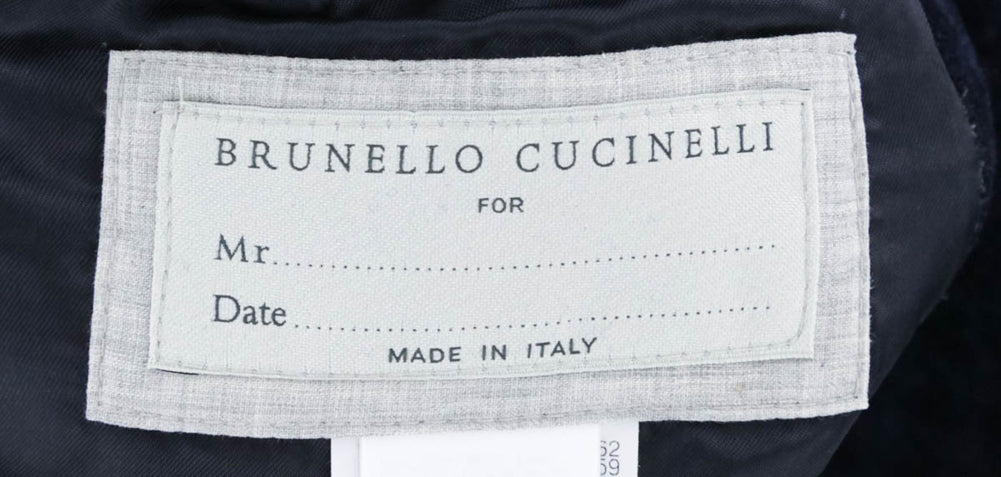 BRUNELLO CUCINELLI
FOR
Mr.......................................................
Date.................................................
MADE IN ITALY